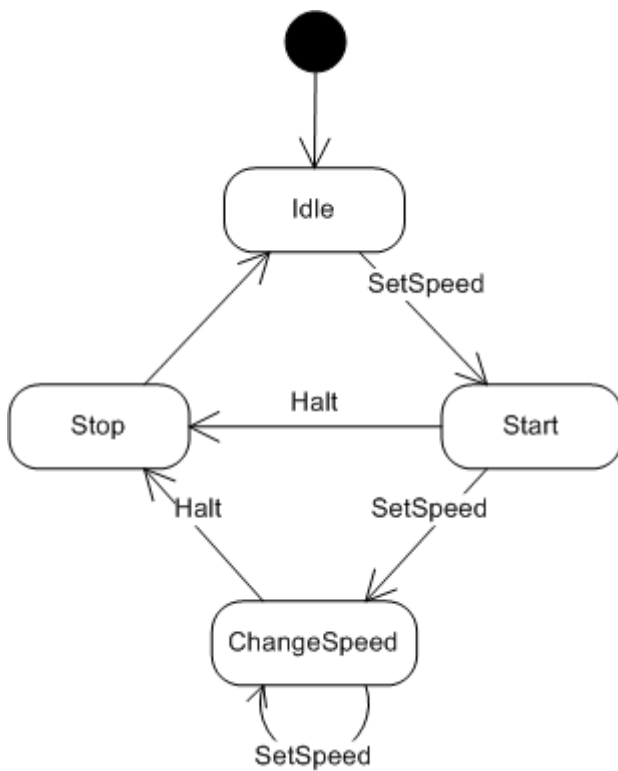 Idle
SetSpeed
Halt
Stop
Start
Halt
SetSpeed
ChangeSpeed
SetSpeed